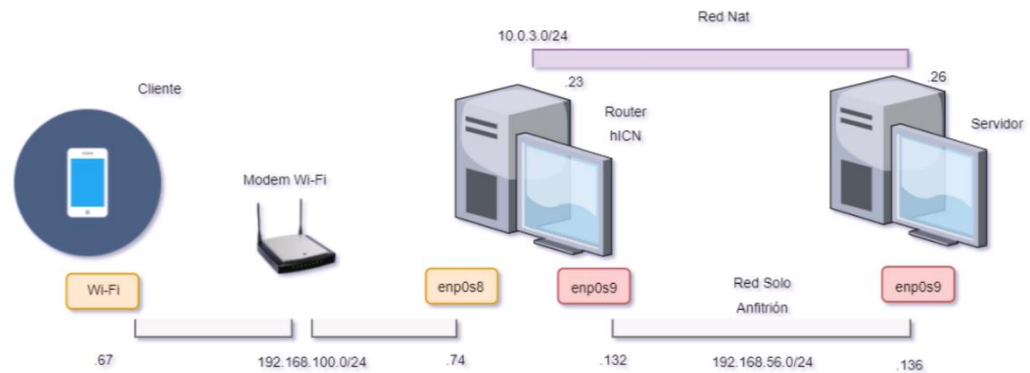 Red Nat
10.0.3.0/24
.23
.26
Cliente
Router
hICN
Servidor
Modem Wi-Fi
Wi-Fi
enp0s8
enp0s9
Red Solo
Anfitrión
enp0s9
.67
192.168.100.0/24
.74
.132
192.168.56.0/24
.136